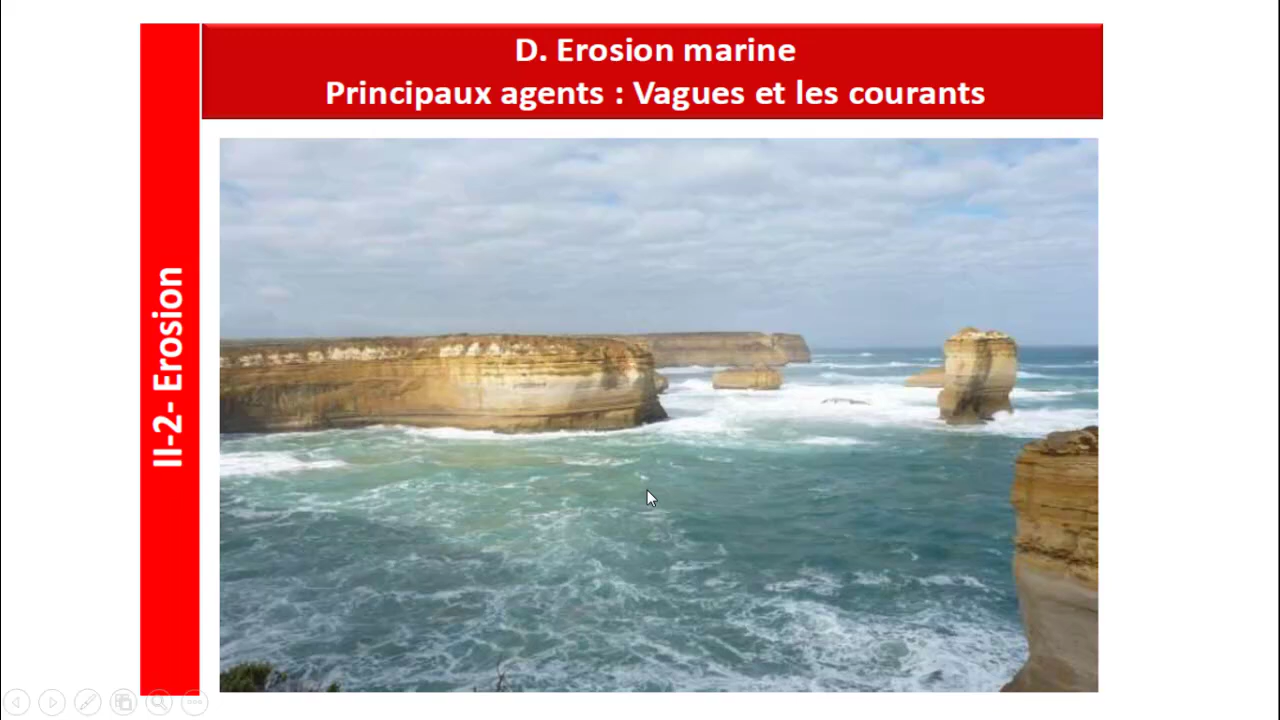 D. Erosion marine
Principaux agents : Vagues et les courants
II-2- Erosion